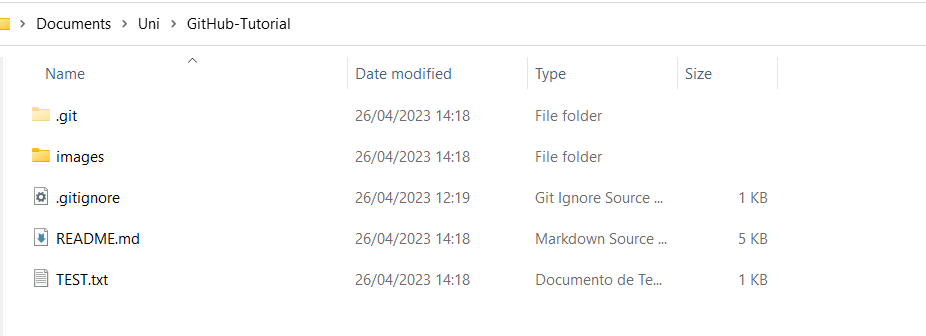 Documents > Uni > GitHub-Tutorial
Name Date modified Type Size
.git 26/04/2023 14:18 File folder
images 26/04/2023 14:18 File folder
.gitignore 26/04/2023 12:19 Git Ignore Source ... 1 KB
README.md 26/04/2023 14:18 Markdown Source ... 5 KB
TEST.txt 26/04/2023 14:18 Documento de Te... 1 KB